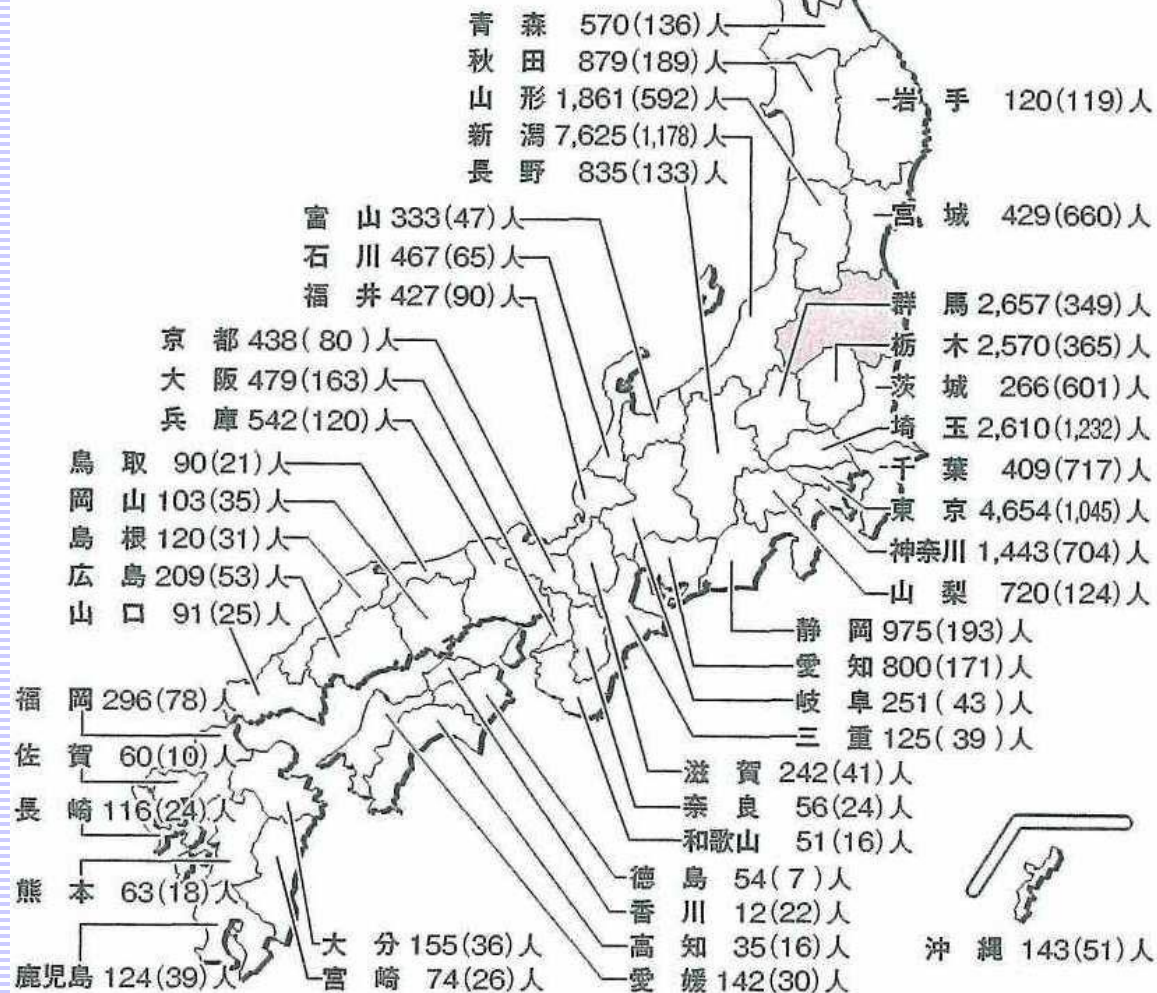 青森 570(136)人
秋田 879(189)人
山形 1,861(592)人
新潟 7,625(1,178)人
長野 835(133)人
岩手 120(119)人
宮城 429(660)人
富山 333(47)人
石川 467(65)人
福井 427(90)人
群馬 2,657(349)人
栃木 2,570(365)人
茨城 266(601)人
埼玉 2,610(1,232)人
千葉 409(717)人
東京 4,654(1,045)人
神奈川 1,443(704)人
山梨 720(124)人
京都 438( 80 )人
大阪 479(163)人
兵庫 542(120)人
鳥取 90(21)人
岡山 103(35)人
島根 120(31)人
広島 209(53)人
山口 91(25)人
静岡 975(193)人
愛知 800(171)人
岐阜 251( 43 )人
三重 125( 39 )人
滋賀 242(41)人
奈良 56(24)人
和歌山 51(16)人
福岡 296(78)人
佐賀 60(10)人
長崎 116(24)人
熊本 63(18)人
鹿児島 124(39)人
大分 155(36)人
宮崎 74(26)人
徳島 54( 7 )人
香川 12(22)人
高知 35(16)人
愛媛 142(30)人
沖縄 143(51)人